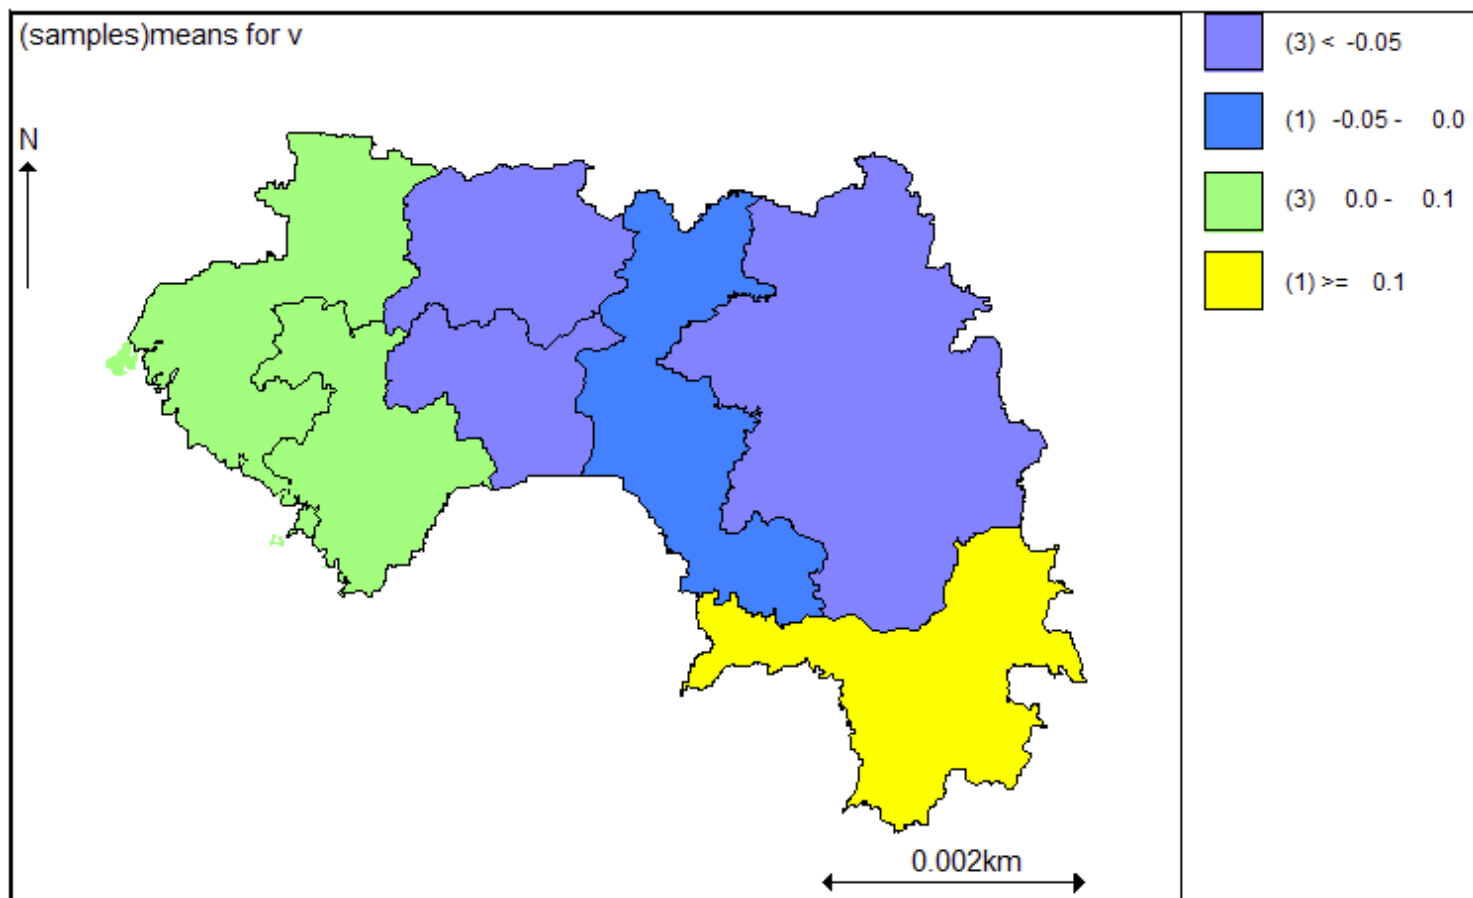 (samples)means for v
N
0.002km
(3) < -0.05
(1) -0.05 - 0.0
(3) 0.0 - 0.1
(1) >= 0.1